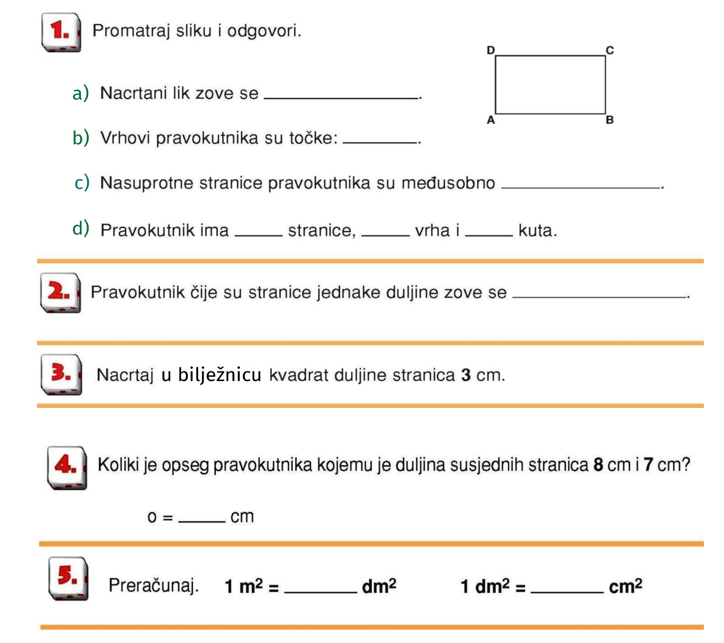 1. Promatraj sliku i odgovori.
D C
a) Nacrtani lik zove se ____________.
A B
b) Vrhovi pravokutnika su točke: ________.
c) Nasuprotne stranice pravokutnika su međusobno ________________.
d) Pravokutnik ima _____ stranice, _____ vrha i _____ kuta.
2. Pravokutnik čije su stranice jednake duljine zove se ________________.
3. Nacrtaj u bilježnicu kvadrat duljine stranica 3 cm.
4. Koliki je opseg pravokutnika kojemu je duljina susjednih stranica 8 cm i 7 cm?
o = _____ cm
5. Preračunaj. 1 m² = ________ dm² 1 dm² = ________ cm²